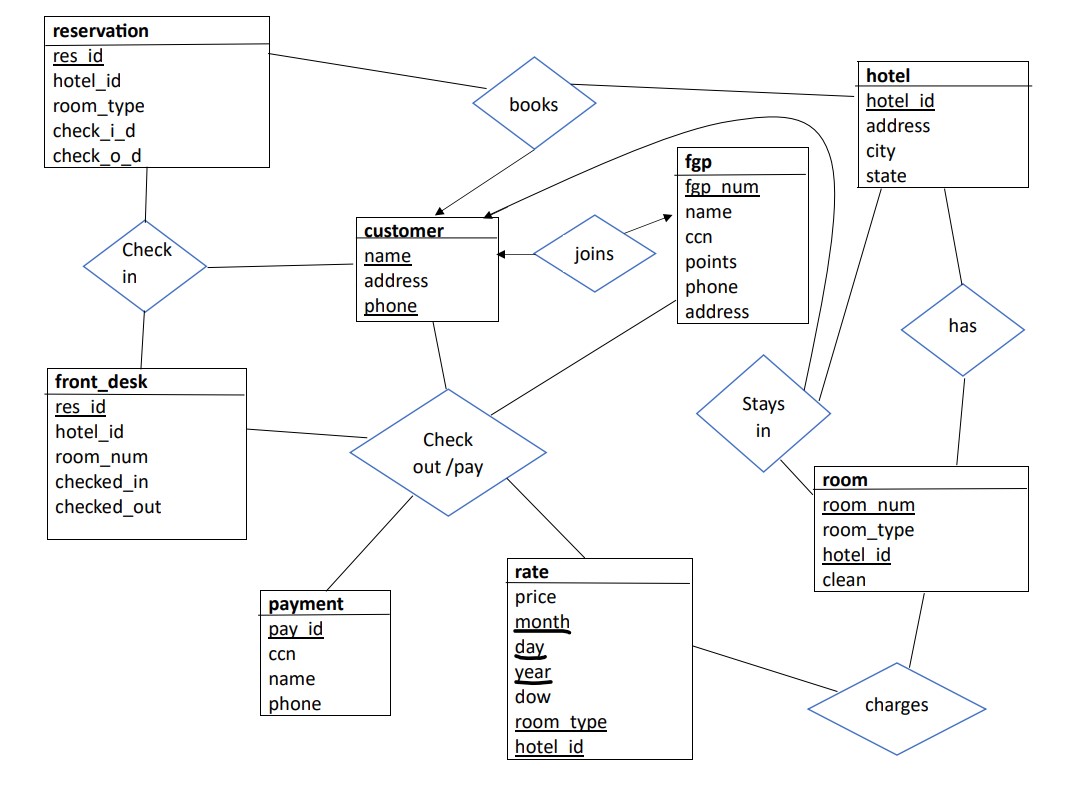 reservation
res_id
hotel_id
room_type
check_i_d
check_o_d
books
hotel
hotel_id
address
city
state
fgp
fgp_num
name
ccn
points
phone
address
customer
name
address
phone
joins
Check
in
has
front_desk
res_id
hotel_id
room_num
checked_in
checked_out
Check
out /pay
Stays
in
room
room_num
room_type
hotel_id
clean
payment
pay_id
ccn
name
phone
rate
price
month
day
year
dow
room_type
hotel_id
charges